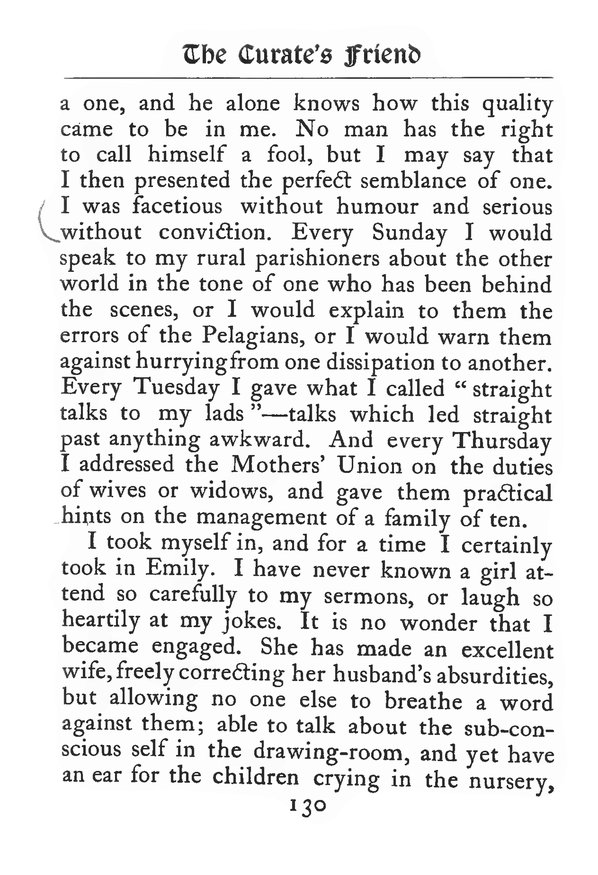 The Curate's Friend
a one, and he alone knows how this quality
came to be in me. No man has the right
to call himself a fool, but I may say that
I then presented the perfect semblance of one.
I was facetious without humour and serious
without conviction. Every Sunday I would
speak to my rural parishioners about the other
world in the tone of one who has been behind
the scenes, or I would explain to them the
errors of the Pelagians, or I would warn them
against hurrying from one dissipation to another.
Every Tuesday I gave what I called “straight
talks to my lads”—talks which led straight
past anything awkward. And every Thursday
I addressed the Mothers' Union on the duties
of wives or widows, and gave them practical
hints on the management of a family of ten.
I took myself in, and for a time I certainly
took in Emily. I have never known a girl at-
tend so carefully to my sermons, or laugh so
heartily at my jokes. It is no wonder that I
became engaged. She has made an excellent
wife, freely correcting her husband's absurdities,
but allowing no one else to breathe a word
against them; able to talk about the sub-con-
scious self in the drawing-room, and yet have
an ear for the children crying in the nursery,
130